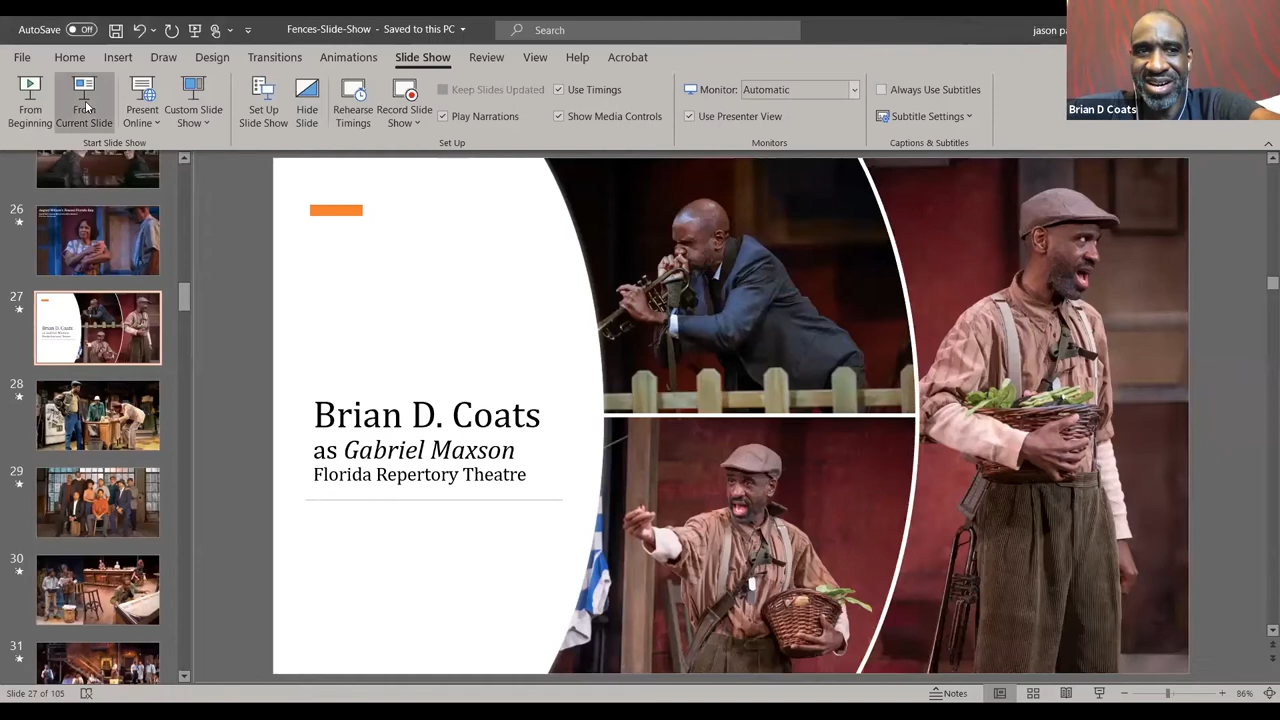 AutoSave Off Fences-Slide-Show - Saved to this PC Search
Brian D Coats
File Home Insert Draw Design Transitions Animations Slide Show Review View Help Acrobat
From Beginning
From Current Slide
Present Online
Custom Slide Show
Start Slide Show
Set Up Slide Show
Hide Slide
Rehearse Timings
Record Slide Show
Keep Slides Updated
Play Narrations
Use Timings
Show Media Controls
Set Up
Monitor: Automatic
Use Presenter View
Monitors
Always Use Subtitles
Subtitle Settings
Captions & Subtitles
26
27
28
29
30
31
Brian D. Coats
as Gabriel Maxson
Florida Repertory Theatre
Slide 27 of 105
Notes
86%